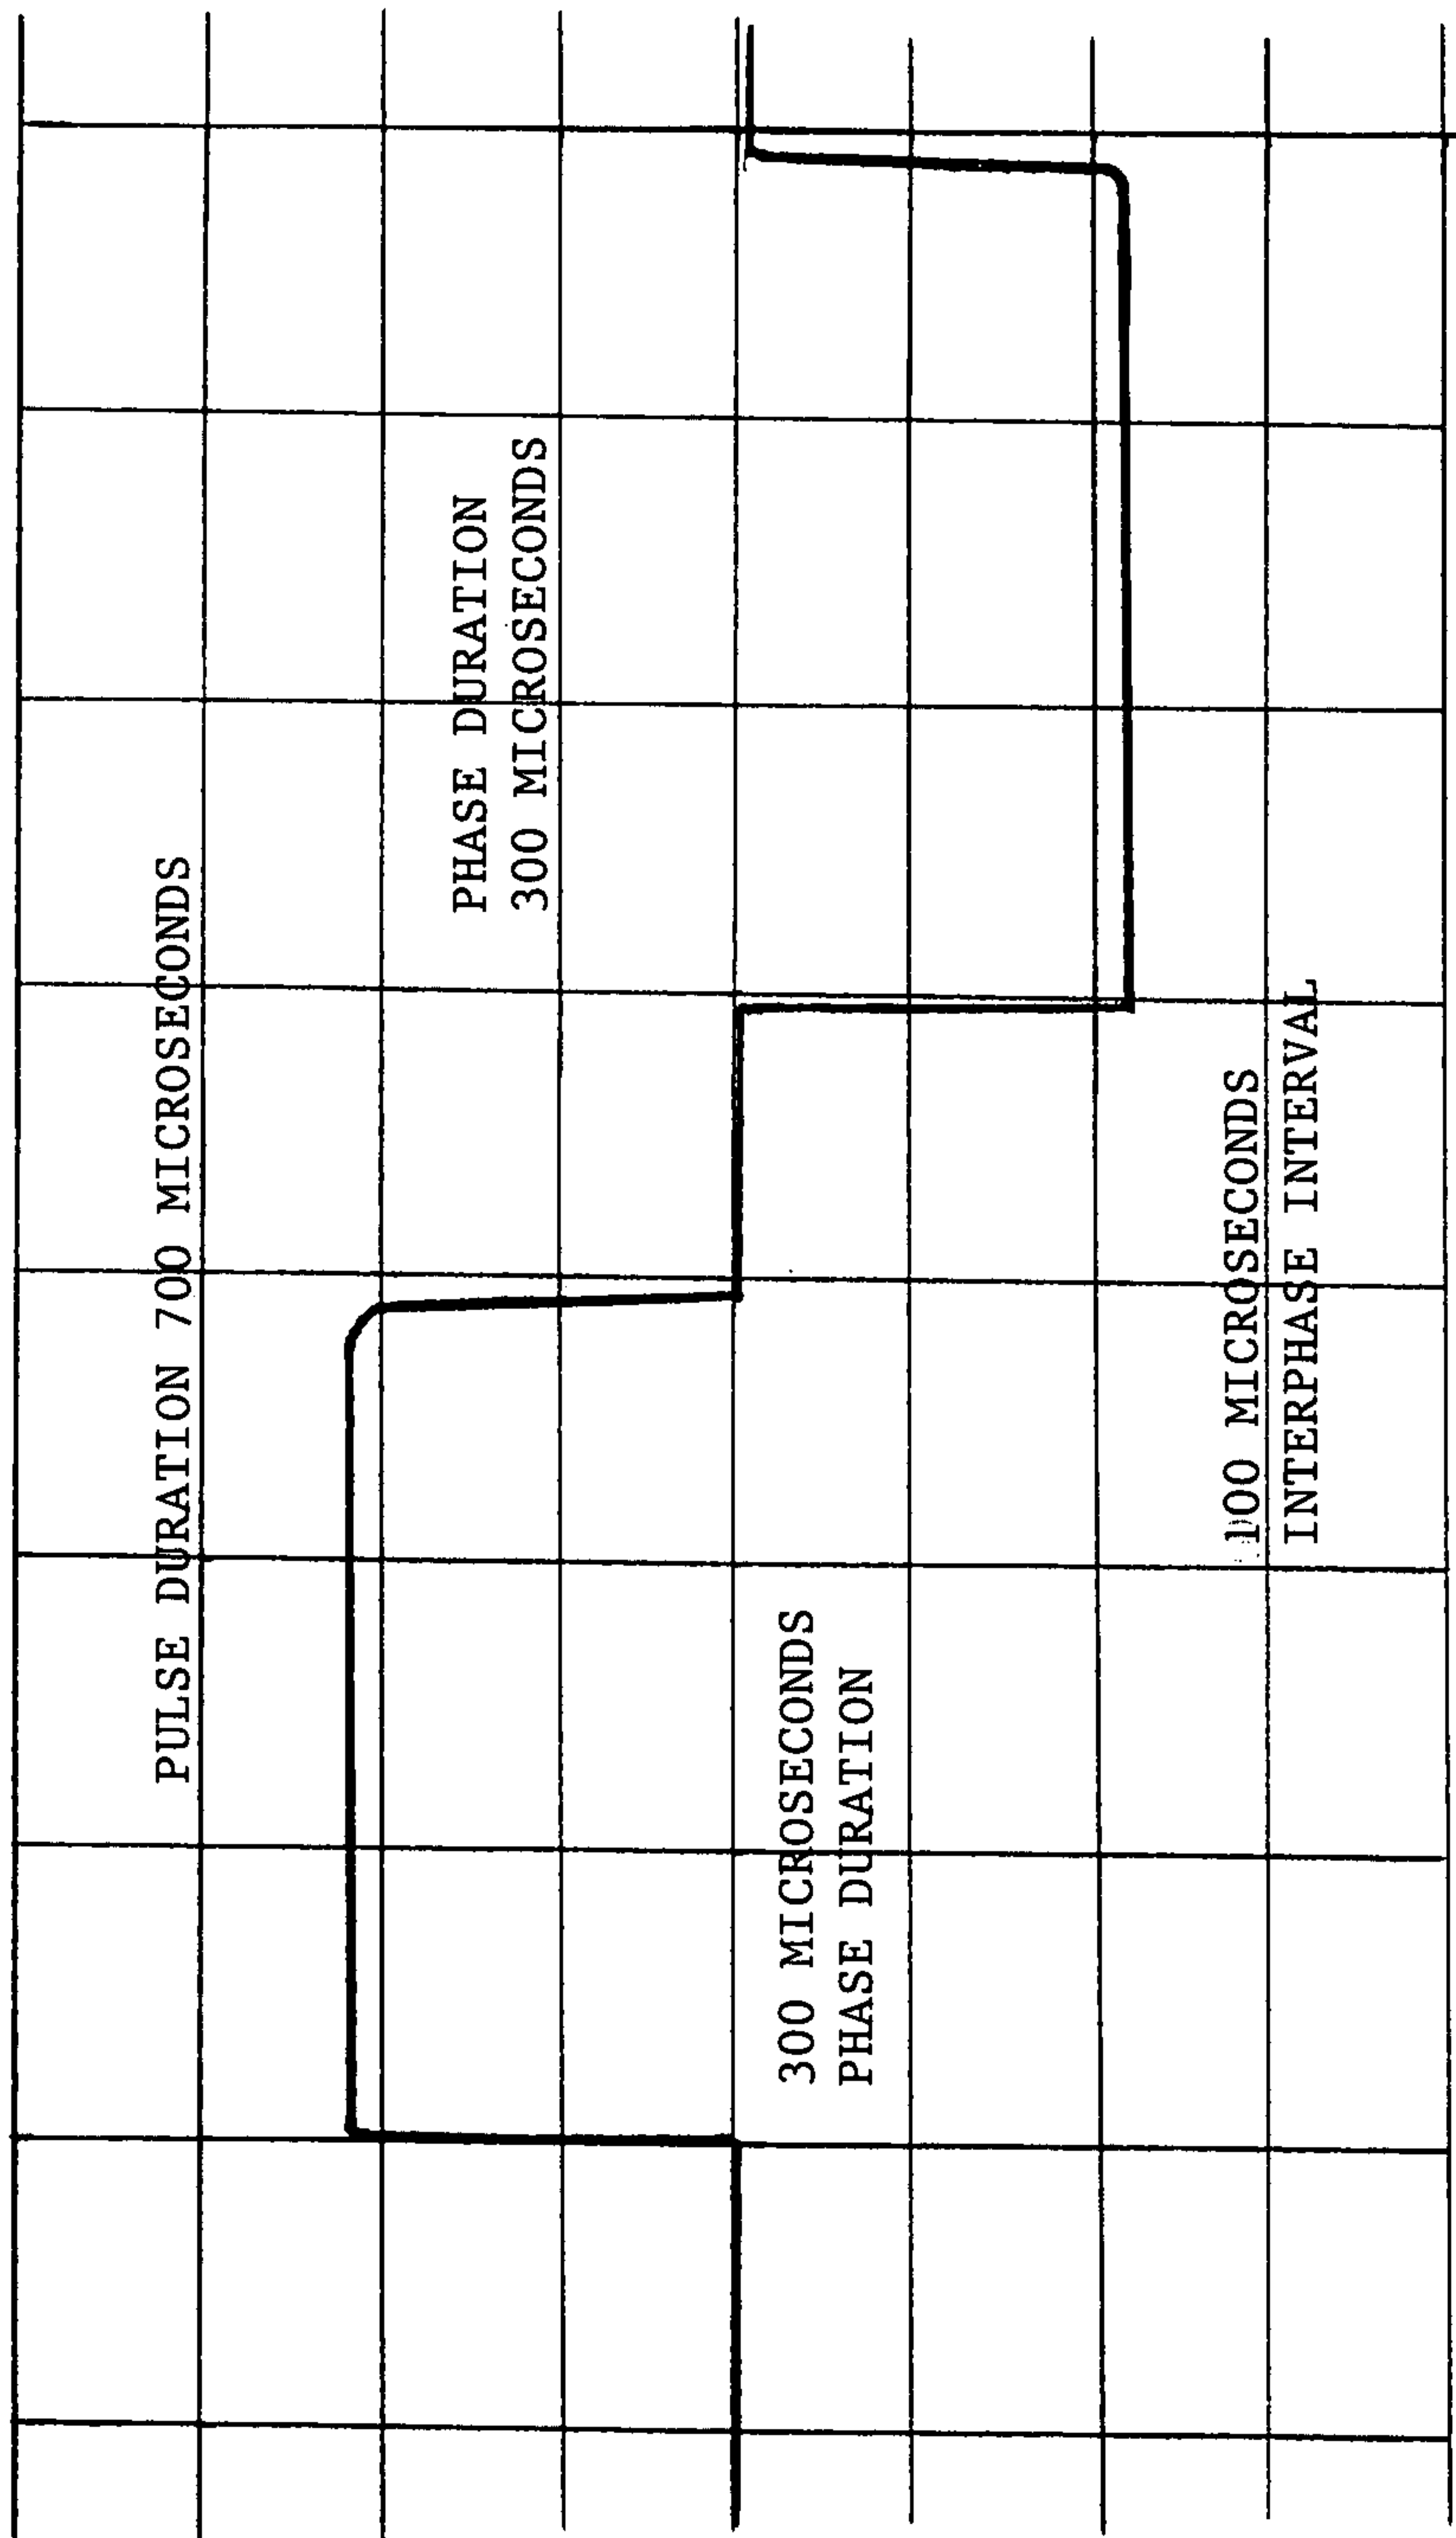 PULSE DURATION 700 MICROSECONDS
PHASE DURATION
300 MICROSECONDS
300 MICROSECONDS
PHASE DURATION
100 MICROSECONDS
INTERPHASE INTERVAL